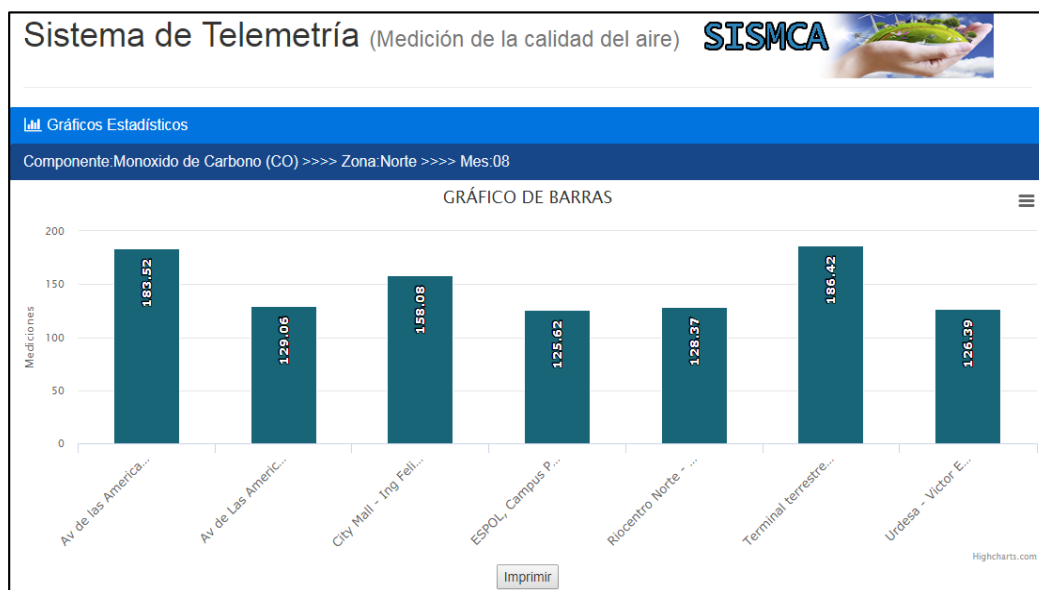 Sistema de Telemetría (Medición de la calidad del aire) SISMCA
Gráficos Estadísticos
Componente:Monoxido de Carbono (CO) >>>> Zona:Norte >>>> Mes:08
GRÁFICO DE BARRAS
Mediciones
200
150
100
50
0
183.52
129.06
158.08
125.62
128.37
186.42
126.39
Av de las America...
Av de Las Americ...
City Mall - Ing Feli...
ESPOL, Campus P...
Riocentro Norte - ...
Terminal terrestre...
Urdesa - Victor E...
Highcharts.com
Imprimir